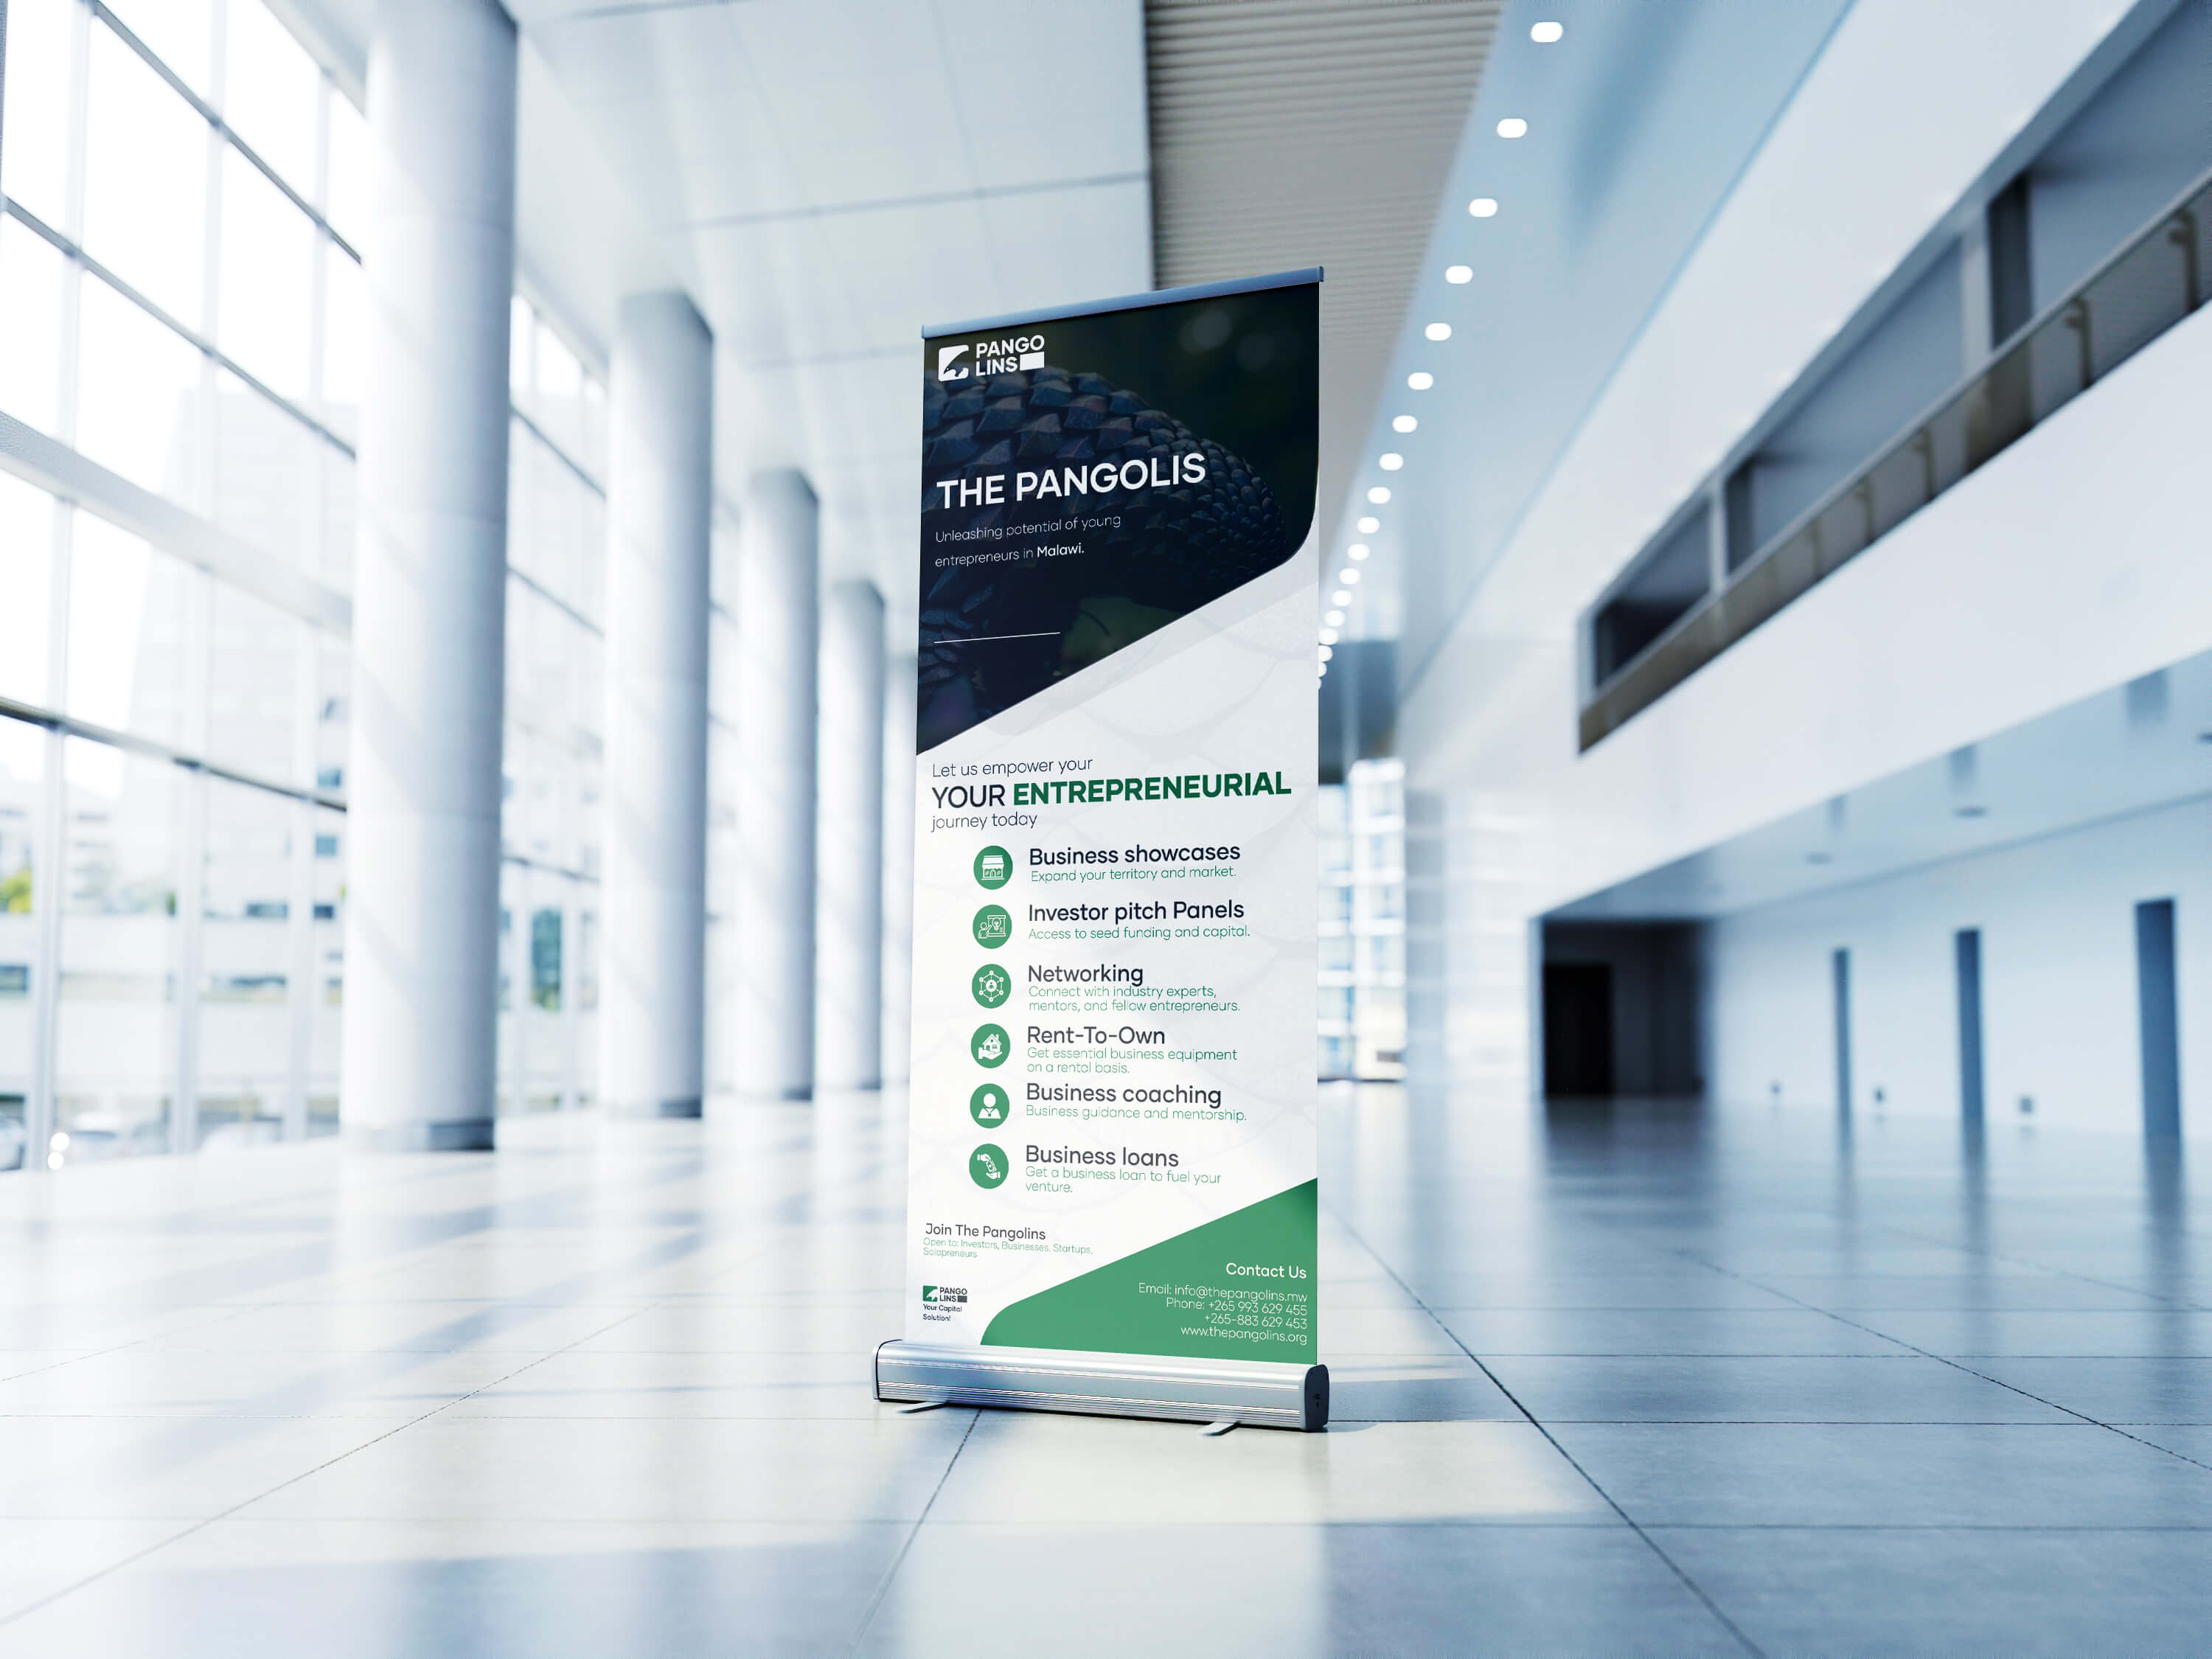 PANGO
LINS
THE PANGOLIS
Unleashing potential of young
entrepreneurs in Malawi.
Let us empower your
YOUR ENTREPRENEURIAL
journey today
Business showcases
Expand your territory and market.
Investor pitch Panels
Access to seed funding and capital.
Networking
Connect with industry experts,
mentors, and fellow entrepreneurs.
Rent-To-Own
Get essential business equipment
on a rental basis.
Business coaching
Business guidance and mentorship.
Business loans
Get a business loan to fuel your
venture.
Join The Pangolins
Open to: Investors, Businesses, Startups,
Solopreneurs
PANGO
LINS
Your Capital
Solution!
Contact Us
Email: info@thepangolins.mw
Phone: +265 993 629 455
+265-883 629 453
www.thepangolins.org